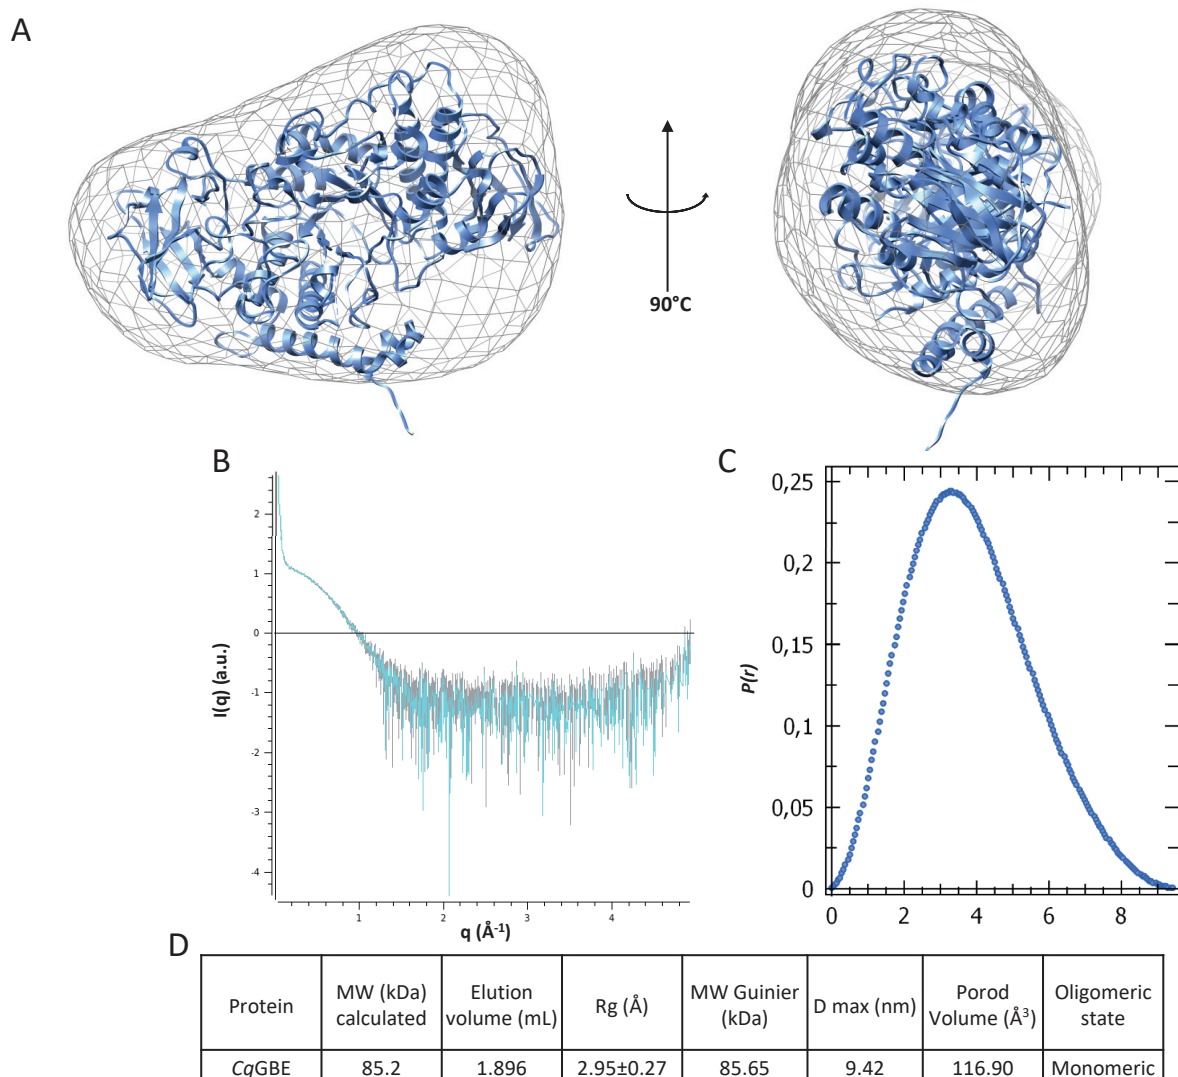 A
90°C
B
2
1
0
-1
-2
-3
-4
I(q) (a.u.)
1
2
3
4
q (Å⁻¹)
C
0,25
0,2
0,15
0,1
0,05
0
P(r)
0
2
4
6
8
D
Protein
MW (kDa)
calculated
Elution
volume (mL)
Rg (Å)
MW Guinier
(kDa)
D max (nm)
Porod
Volume (Å³)
Oligomeric
state
CgGBE
85.2
1.896
2.95±0.27
85.65
9.42
116.90
Monomeric